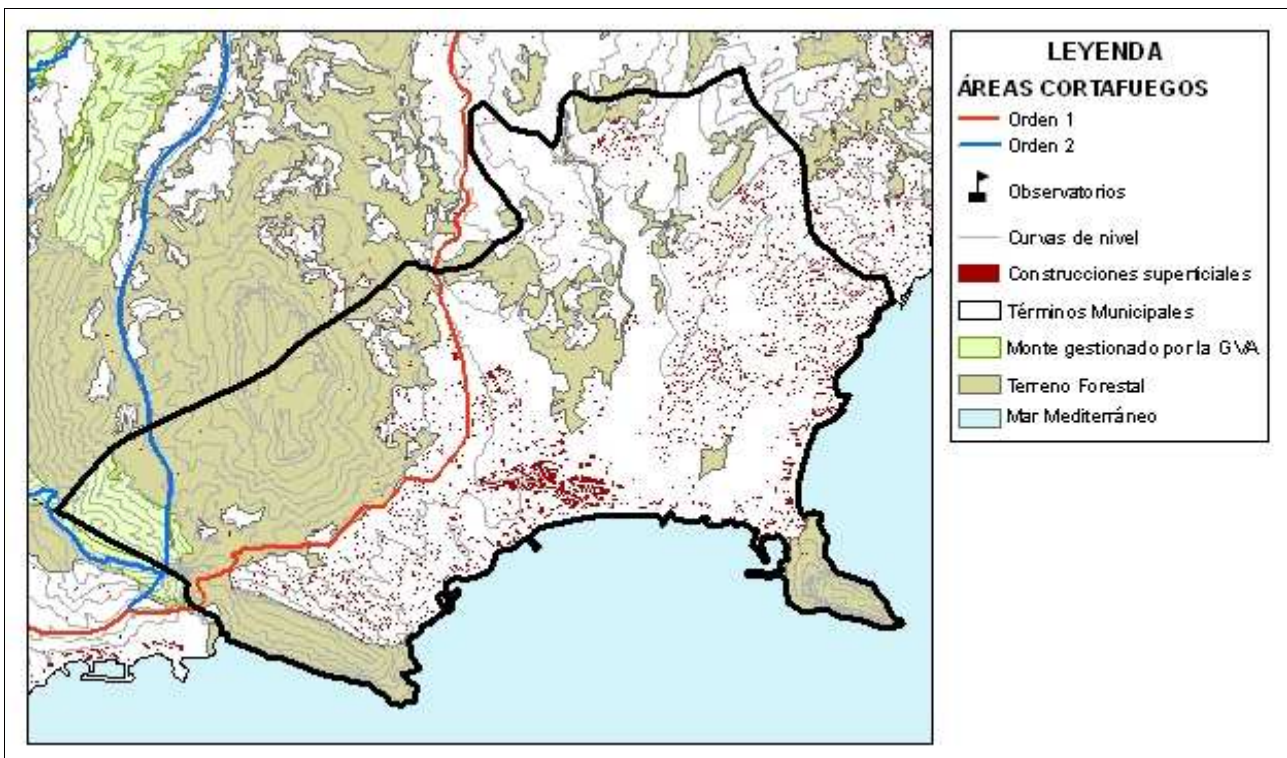 LEYENDA
ÁREAS CORTAFUEGOS
Orden 1
Orden 2
Observatorios
Curvas de nivel
Construcciones superficiales
Términos Municipales
Monte gestionado por la GVA
Terreno Forestal
Mar Mediterráneo